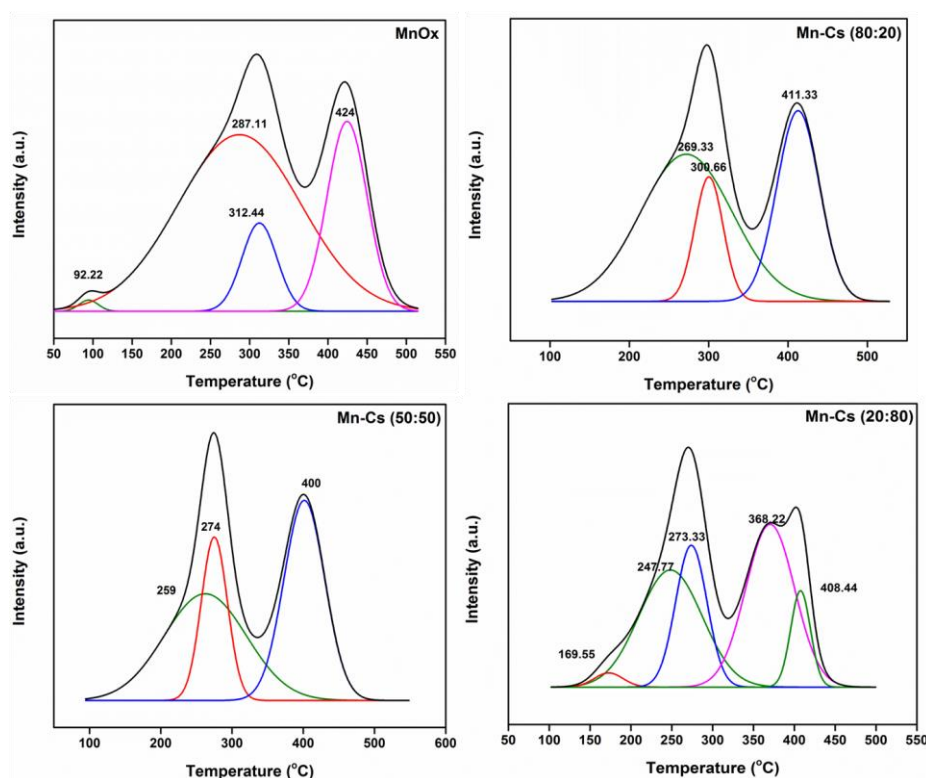 MnOx
287.11
424
312.44
92.22
Intensity (a.u.)
50 100 150 200 250 300 350 400 450 500 550
Temperature (°C)
Mn-Cs (80:20)
411.33
269.33
300.66
Intensity (a.u.)
100 200 300 400 500
Temperature (°C)
Mn-Cs (50:50)
400
274
259
Intensity (a.u.)
100 200 300 400 500 600
Temperature (°C)
Mn-Cs (20:80)
368.22
273.33
247.77
408.44
169.55
Intensity (a.u.)
50 100 150 200 250 300 350 400 450 500 550
Temperature (°C)